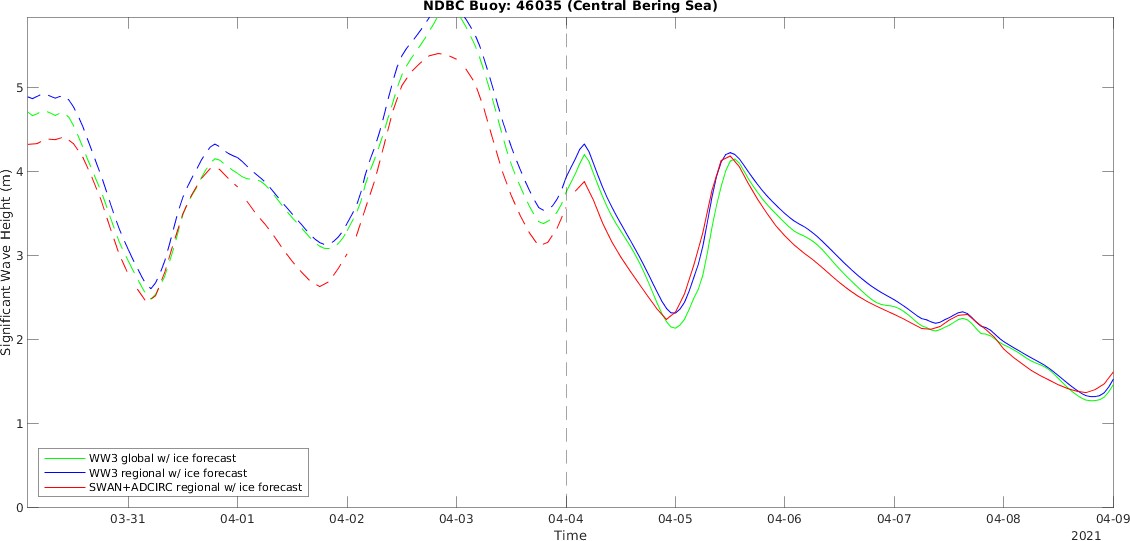 NDBC Buoy: 46035 (Central Bering Sea)
Significant Wave Height (m)
5
4
3
2
1
0
WW3 global w/ ice forecast
WW3 regional w/ ice forecast
SWAN+ADCIRC regional w/ ice forecast
03-31 04-01 04-02 04-03 04-04 04-05 04-06 04-07 04-08 04-09
Time
2021